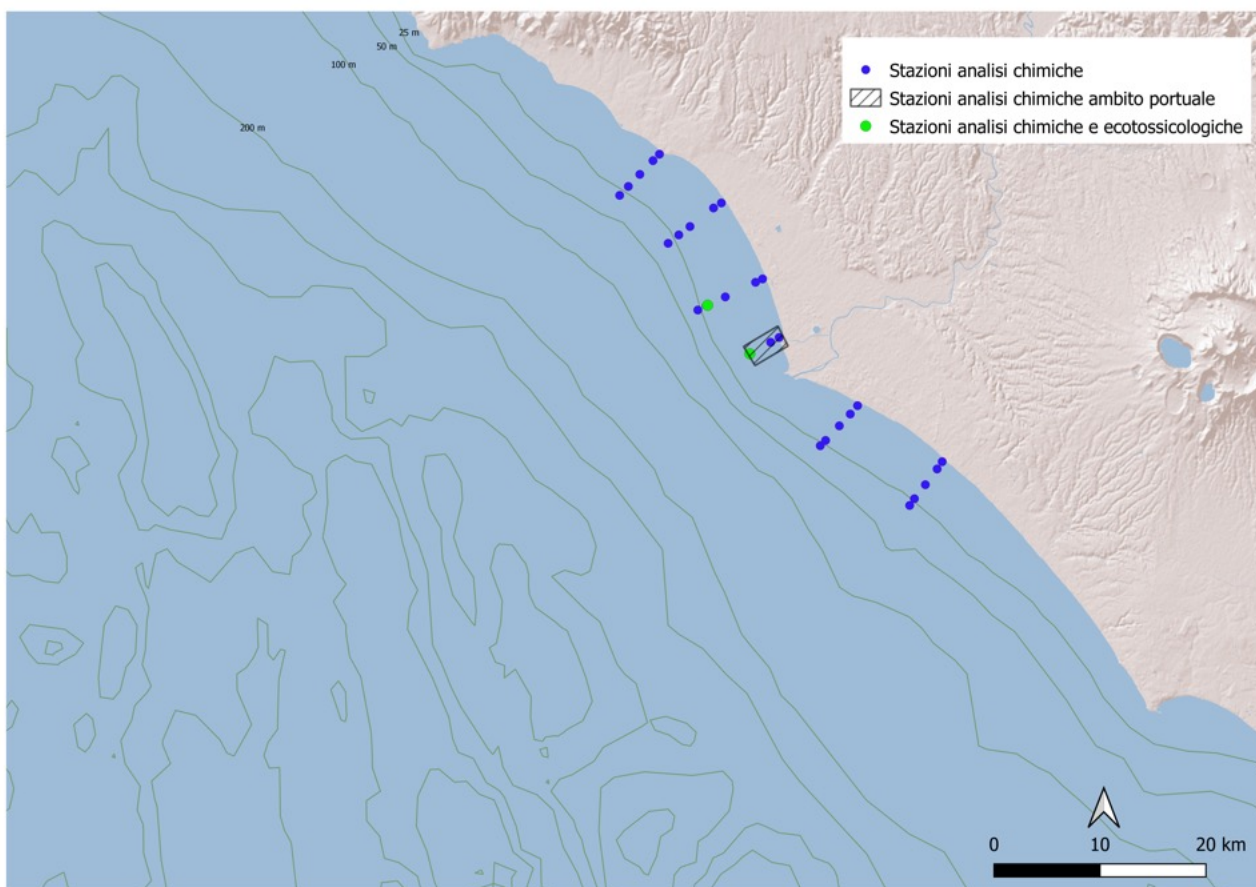 25 m
50 m
100 m
200 m
Stazioni analisi chimiche
Stazioni analisi chimiche ambito portuale
Stazioni analisi chimiche e ecotossicologiche
0 10 20 km